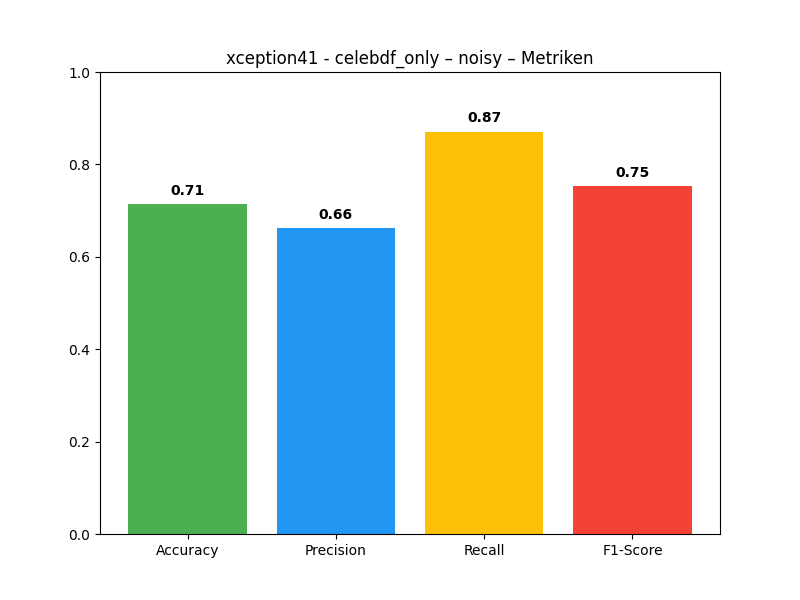 xception41 - celebdf_only – noisy – Metriken
1.0
0.8
0.6
0.4
0.2
0.0
0.71
0.66
0.87
0.75
Accuracy
Precision
Recall
F1-Score